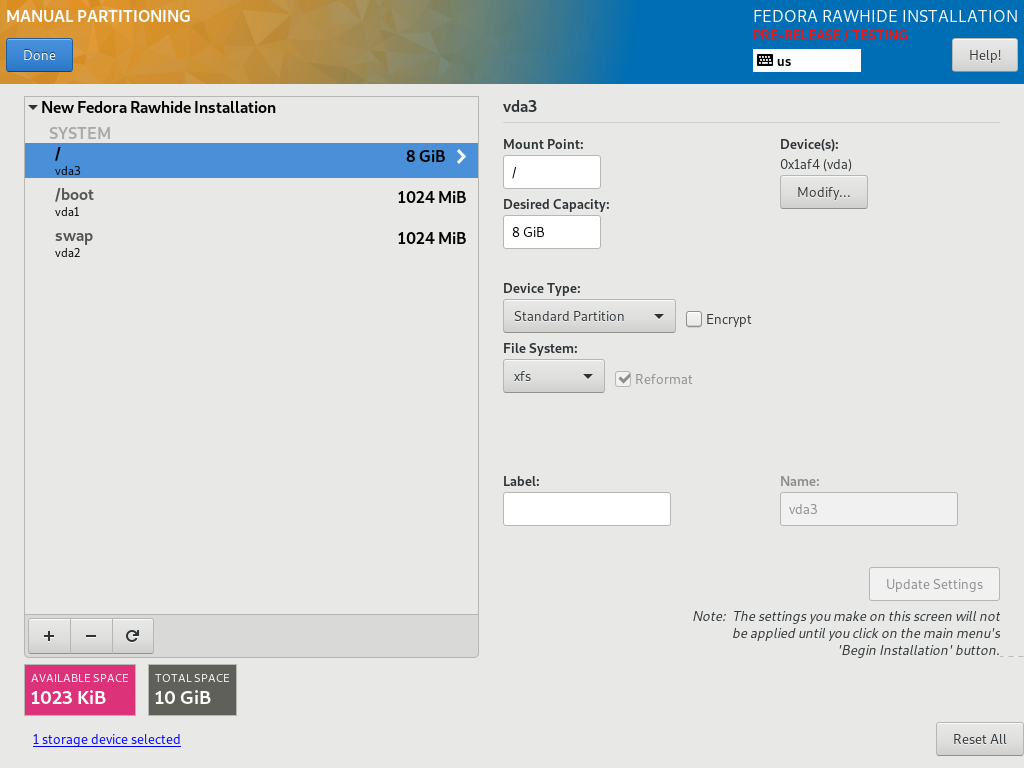 MANUAL PARTITIONING
FEDORA RAWHIDE INSTALLATION
PRE-RELEASE / TESTING
Done
us
Help!
New Fedora Rawhide Installation
SYSTEM
/
8 GiB
vda3
/boot
1024 MiB
vda1
swap
1024 MiB
vda2
+ −
AVAILABLE SPACE
1023 KiB
TOTAL SPACE
10 GiB
1 storage device selected
vda3
Mount Point:
/
Device(s):
0x1af4 (vda)
Modify...
Desired Capacity:
8 GiB
Device Type:
Standard Partition
Encrypt
File System:
xfs
Reformat
Label:
Name:
vda3
Update Settings
Note: The settings you make on this screen will not
be applied until you click on the main menu's
'Begin Installation' button.
Reset All